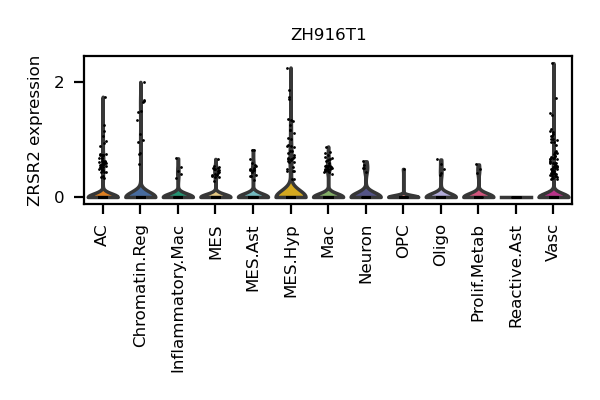 ZH916T1
ZRSR2 expression
2
0
AC
Chromatin.Reg
Inflammatory.Mac
MES
MES.Ast
MES.Hyp
Mac
Neuron
OPC
Oligo
Prolif.Metab
Reactive.Ast
Vasc